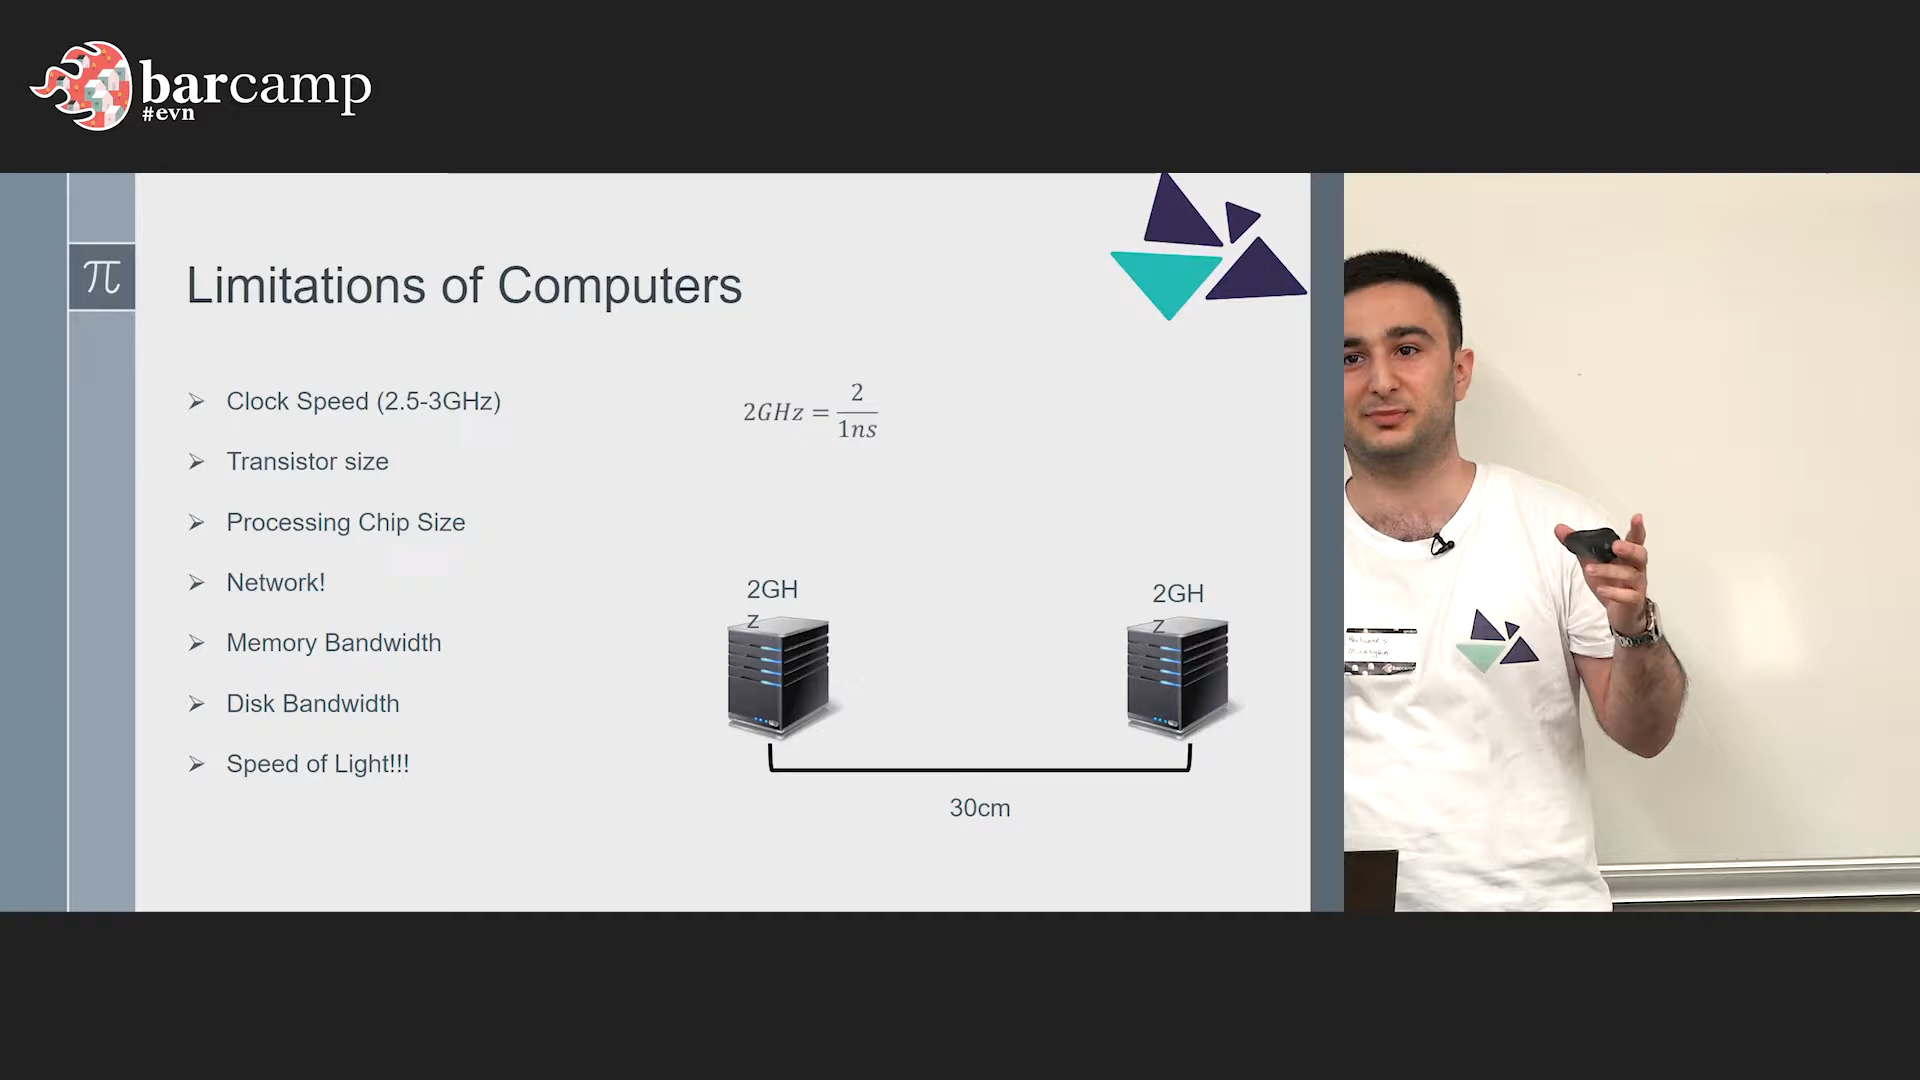 barcamp
#evn
π
Limitations of Computers
Clock Speed (2.5-3GHz)
Transistor size
Processing Chip Size
Network!
Memory Bandwidth
Disk Bandwidth
Speed of Light!!!
2GHz = 2/1ns
2GH
z
2GH
z
30cm